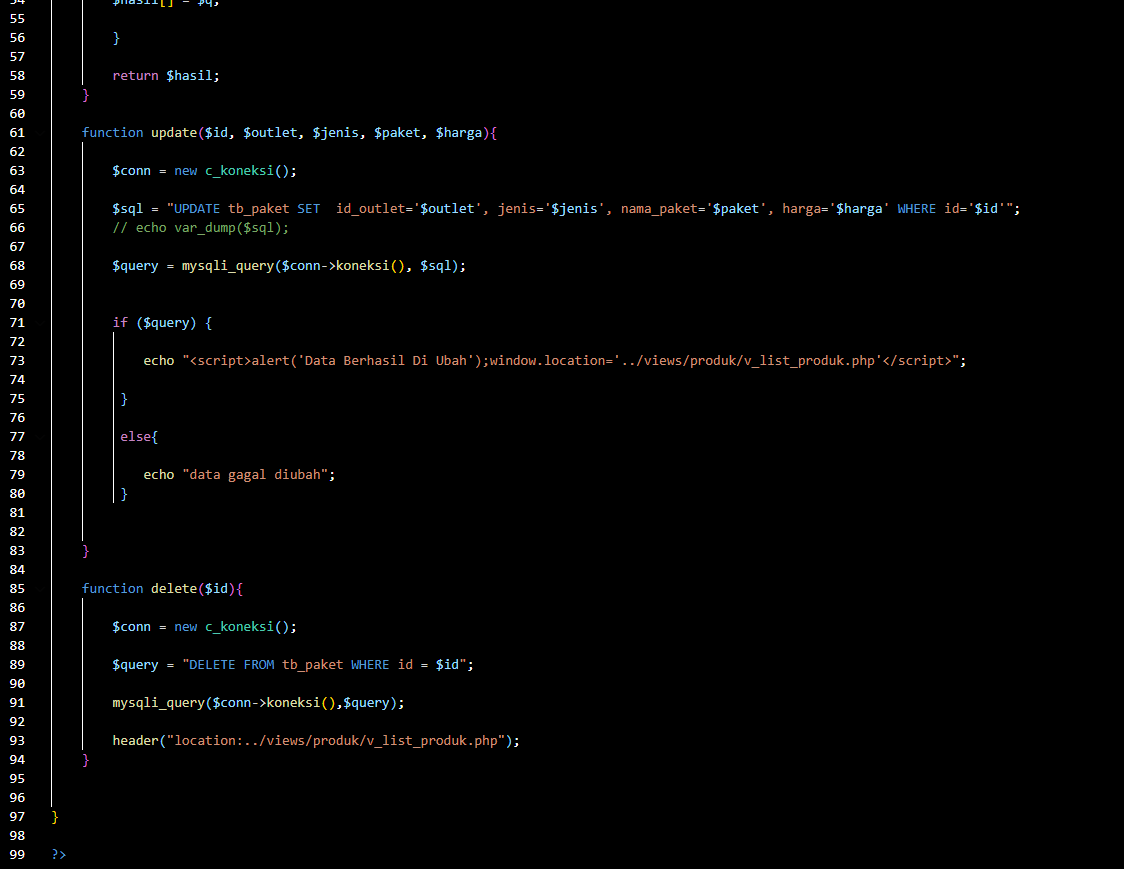 54 $hasil[] = $q;
55
56 }
57
58 return $hasil;
59 }
60
61 function update($id, $outlet, $jenis, $paket, $harga){
62
63 $conn = new c_koneksi();
64
65 $sql = "UPDATE tb_paket SET  id_outlet='$outlet', jenis='$jenis', nama_paket='$paket', harga='$harga' WHERE id='$id'";
66 // echo var_dump($sql);
67
68 $query = mysqli_query($conn->koneksi(), $sql);
69
70
71 if ($query) {
72
73 echo "<script>alert('Data Berhasil Di Ubah');window.location='../views/produk/v_list_produk.php'</script>";
74
75 }
76
77 else{
78
79 echo "data gagal diubah";
80 }
81
82
83 }
84
85 function delete($id){
86
87 $conn = new c_koneksi();
88
89 $query = "DELETE FROM tb_paket WHERE id = $id";
90
91 mysqli_query($conn->koneksi(),$query);
92
93 header("location:../views/produk/v_list_produk.php");
94 }
95
96
97 }
98
99 ?>